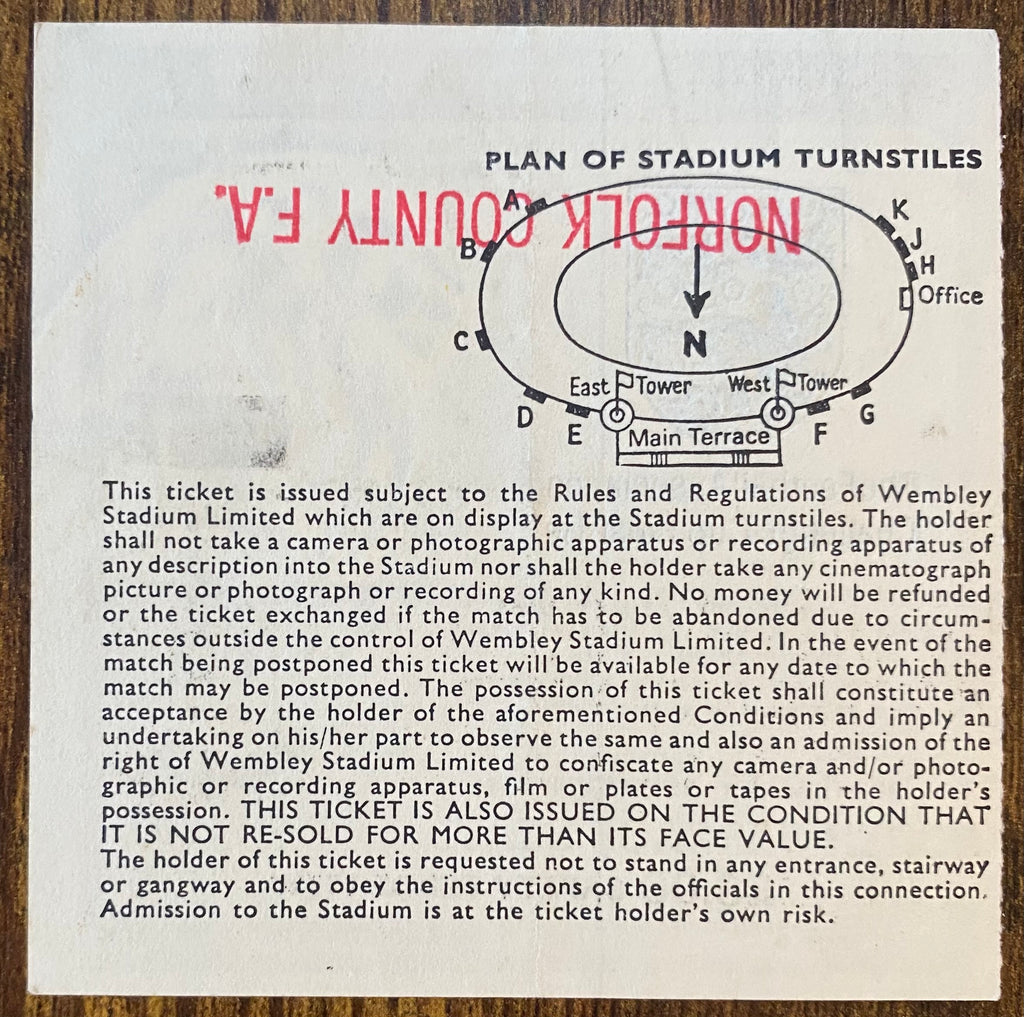 PLAN OF STADIUM TURNSTILES
NORFOLK COUNTY F.A.
A
K
B
J
H
Office
C
N
East Tower
West Tower
D
E
F
G
Main Terrace
This ticket is issued subject to the Rules and Regulations of Wembley
Stadium Limited which are on display at the Stadium turnstiles. The holder
shall not take a camera or photographic apparatus or recording apparatus of
any description into the Stadium nor shall the holder take any cinematograph
picture or photograph or recording of any kind. No money will be refunded
or the ticket exchanged if the match has to be abandoned due to circum-
stances outside the control of Wembley Stadium Limited. In the event of the
match being postponed this ticket will be available for any date to which the
match may be postponed. The possession of this ticket shall constitute an
acceptance by the holder of the aforementioned Conditions and imply an
undertaking on his/her part to observe the same and also an admission of the
right of Wembley Stadium Limited to confiscate any camera and/or photo-
graphic or recording apparatus, film or plates or tapes in the holder's
possession. THIS TICKET IS ALSO ISSUED ON THE CONDITION THAT
IT IS NOT RE-SOLD FOR MORE THAN ITS FACE VALUE.
The holder of this ticket is requested not to stand in any entrance, stairway
or gangway and to obey the instructions of the officials in this connection.
Admission to the Stadium is at the ticket holder's own risk.